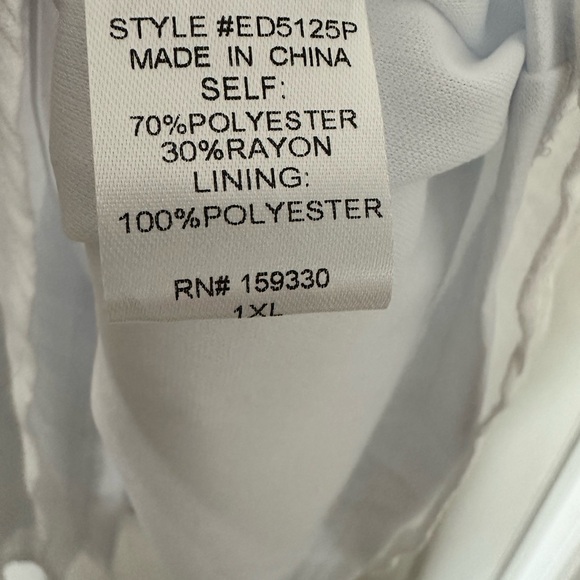 STYLE #ED5125P
MADE IN CHINA
SELF:
70%POLYESTER
30%RAYON
LINING:
100%POLYESTER
RN# 159330
1XL